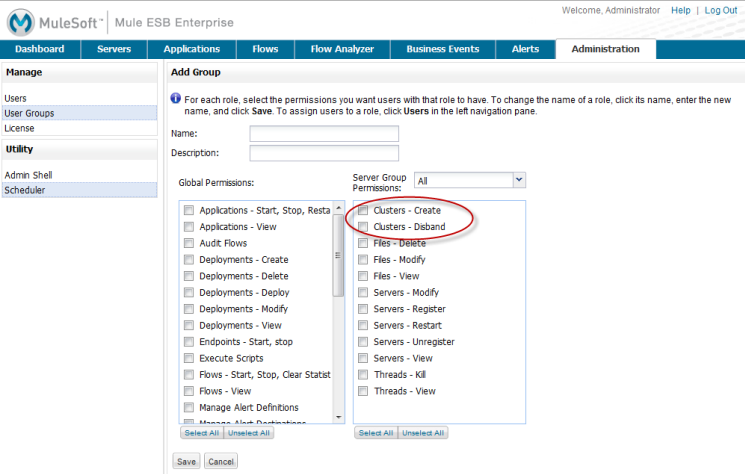 Welcome, Administrator Help | Log Out
MuleSoft™ Mule ESB Enterprise
Dashboard Servers Applications Flows Flow Analyzer Business Events Alerts Administration
Manage
Users
User Groups
License
Utility
Admin Shell
Scheduler
Add Group
For each role, select the permissions you want users with that role to have. To change the name of a role, click its name, enter the new
name, and click Save. To assign users to a role, click Users in the left navigation pane.
Name:
Description:
Global Permissions:
Applications - Start, Stop, Resta
Applications - View
Audit Flows
Deployments - Create
Deployments - Delete
Deployments - Deploy
Deployments - Modify
Deployments - View
Endpoints - Start, stop
Execute Scripts
Flows - Start, Stop, Clear Statist
Flows - View
Manage Alert Definitions
Manage Alert Destinations
Select All Unselect All
Server Group
Permissions:
All
Clusters - Create
Clusters - Disband
Files - Delete
Files - Modify
Files - View
Servers - Modify
Servers - Register
Servers - Restart
Servers - Unregister
Servers - View
Threads - Kill
Threads - View
Select All Unselect All
Save Cancel